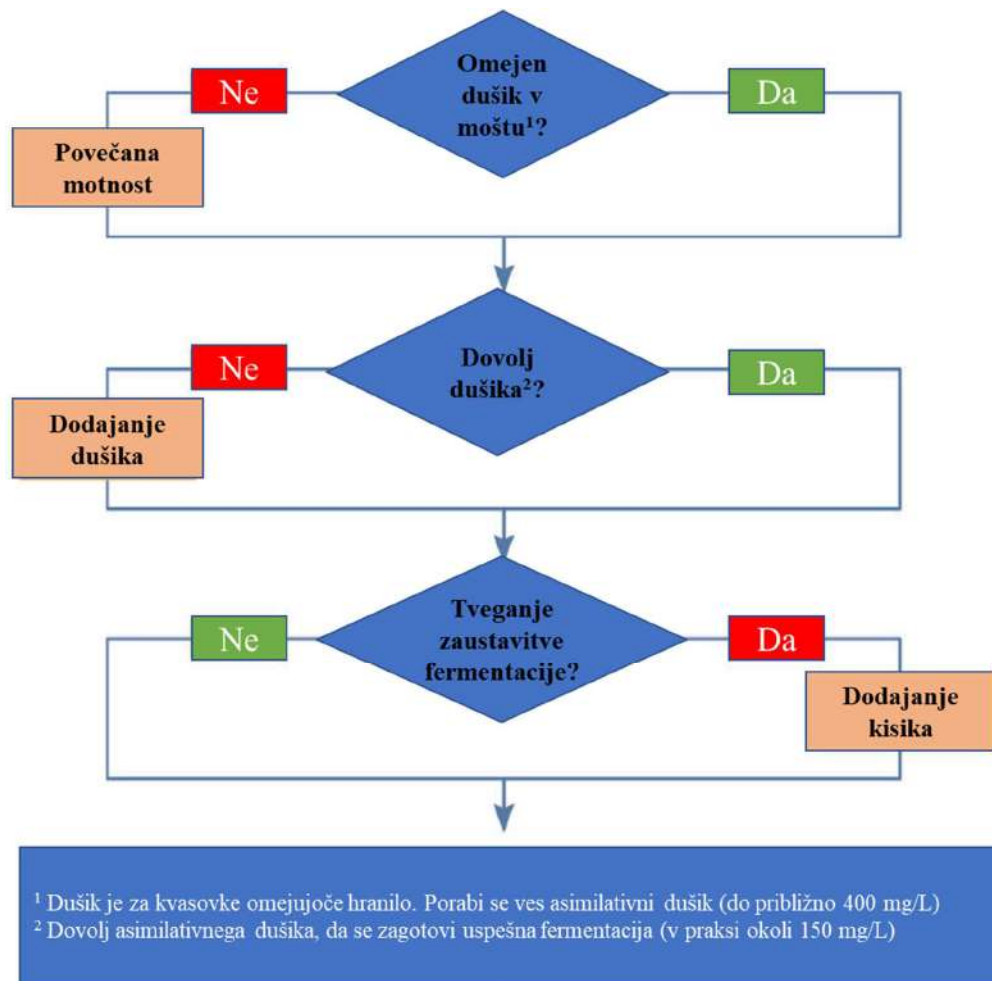 Omejen
dušik v
moštu¹?
Ne
Da
Povečana
motnost
Dovolj
dušika²?
Ne
Da
Dodajanje
dušika
Tveganje
zaustavitve
fermentacije?
Ne
Da
Dodajanje
kisika
¹ Dušik je za kvasovke omejujoče hranilo. Porabi se ves asimilativni dušik (do približno 400 mg/L)
² Dovolj asimilativnega dušika, da se zagotovi uspešna fermentacija (v praksi okoli 150 mg/L)